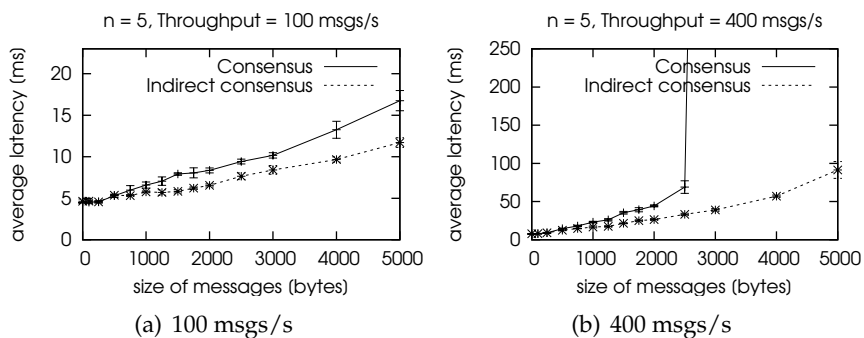 n = 5, Throughput = 100 msgs/s
Consensus
Indirect consensus
average latency (ms)
20
15
10
5
0
0 1000 2000 3000 4000 5000
size of messages (bytes)
(a) 100 msgs/s
n = 5, Throughput = 400 msgs/s
Consensus
Indirect consensus
average latency (ms)
250
200
150
100
50
0
0 1000 2000 3000 4000 5000
size of messages (bytes)
(b) 400 msgs/s